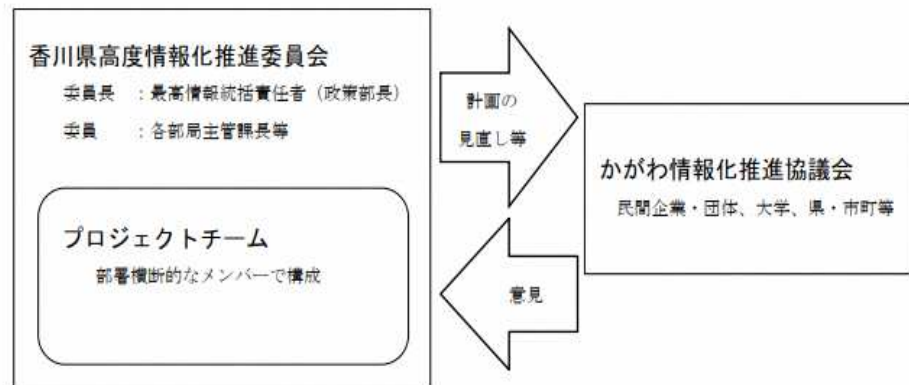 香川県高度情報化推進委員会
委員長　：最高情報統括責任者（政策部長）
委員　　：各部局主管課長等
プロジェクトチーム
部署横断的なメンバーで構成
計画の
見直し等
意見
かがわ情報化推進協議会
民間企業・団体、大学、県・市町等